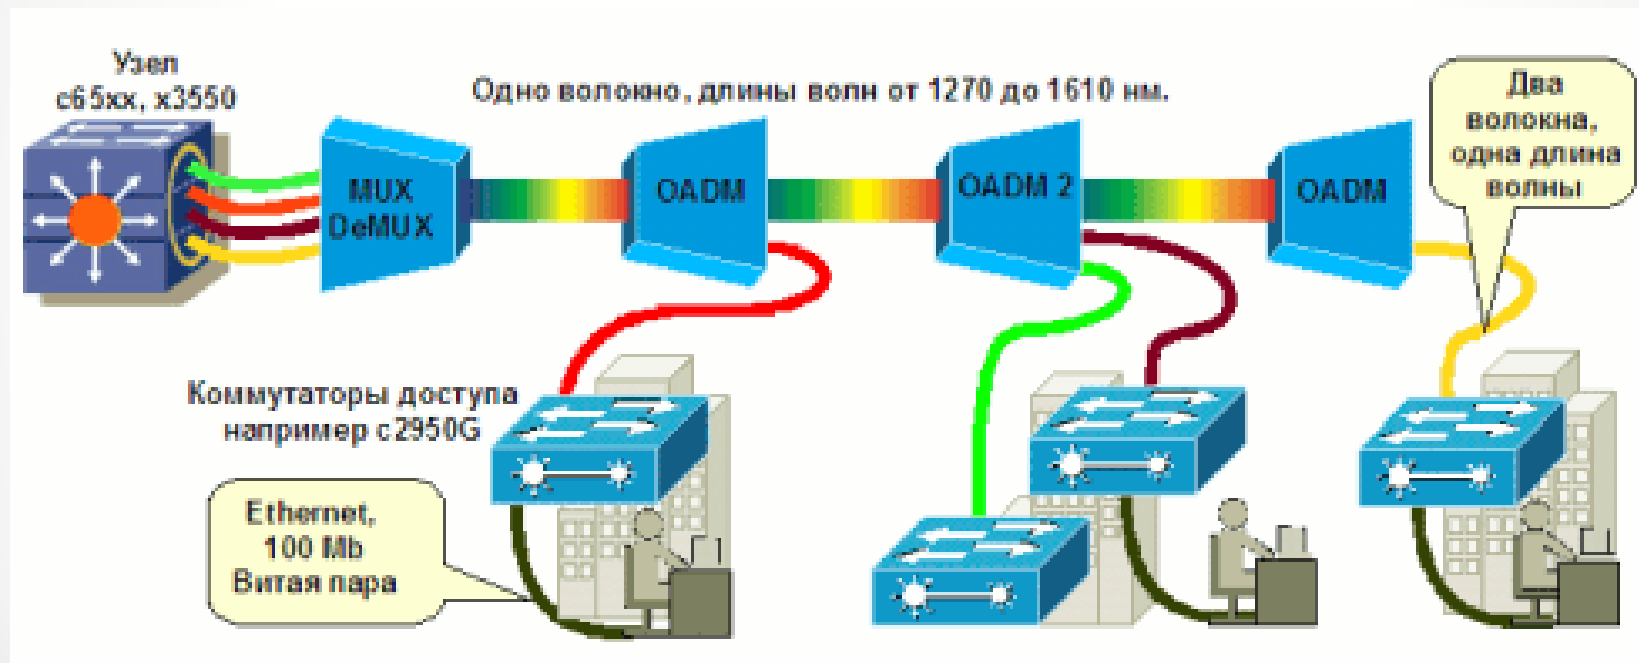 Узел
c65xx, x3550
Одно волокно, длины волн от 1270 до 1610 нм.
Два
волокна,
одна длина
волны
MUX
DeMUX
OADM
OADM 2
OADM
Коммутаторы доступа
например c2950G
Ethernet,
100 Mb
Витая пара